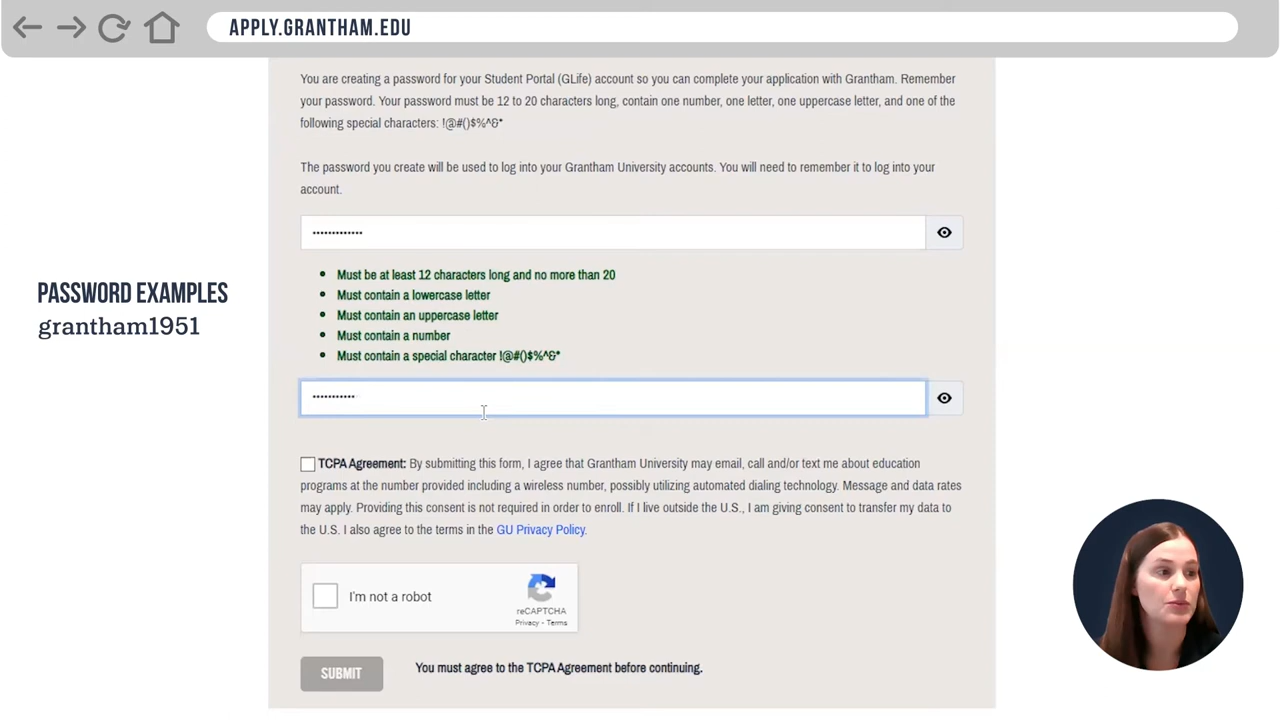 APPLY.GRANTHAM.EDU
You are creating a password for your Student Portal (GLife) account so you can complete your application with Grantham. Remember
your password. Your password must be 12 to 20 characters long, contain one number, one letter, one uppercase letter, and one of the
following special characters: !@#()$%^&*
The password you create will be used to log into your Grantham University accounts. You will need to remember it to log into your
account.
•••••••••••••
PASSWORD EXAMPLES
grantham1951
• Must be at least 12 characters long and no more than 20
• Must contain a lowercase letter
• Must contain an uppercase letter
• Must contain a number
• Must contain a special character !@#()$%^&*
•••••••••••
TCPA Agreement: By submitting this form, I agree that Grantham University may email, call and/or text me about education
programs at the number provided including a wireless number, possibly utilizing automated dialing technology. Message and data rates
may apply. Providing this consent is not required in order to enroll. If I live outside the U.S., I am giving consent to transfer my data to
the U.S. I also agree to the terms in the GU Privacy Policy.
I'm not a robot
reCAPTCHA
Privacy - Terms
SUBMIT
You must agree to the TCPA Agreement before continuing.